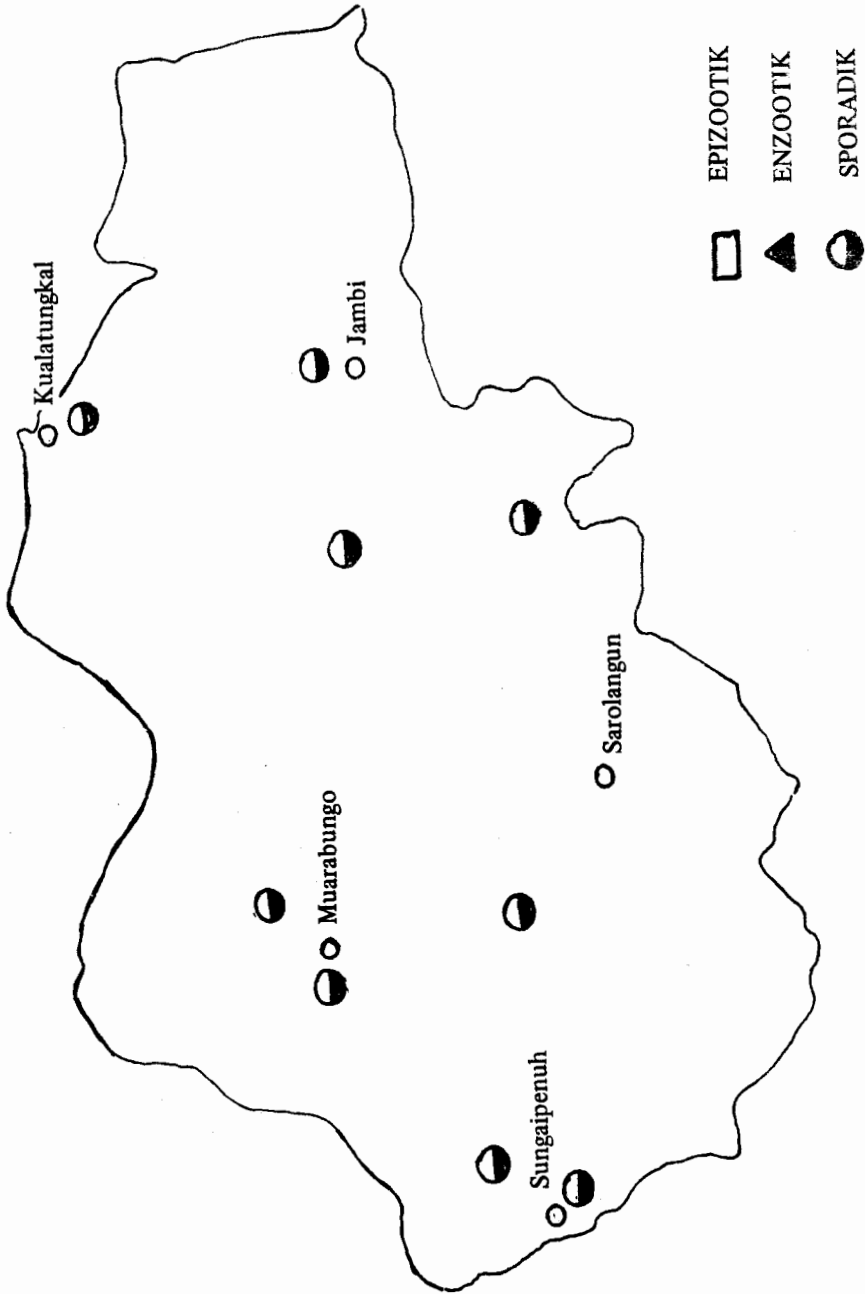 Kualatungkal
Jambi
Muarabungo
Sarolangun
Sungaipenuh
EPIZOOTIK
ENZOOTIK
SPORADIK